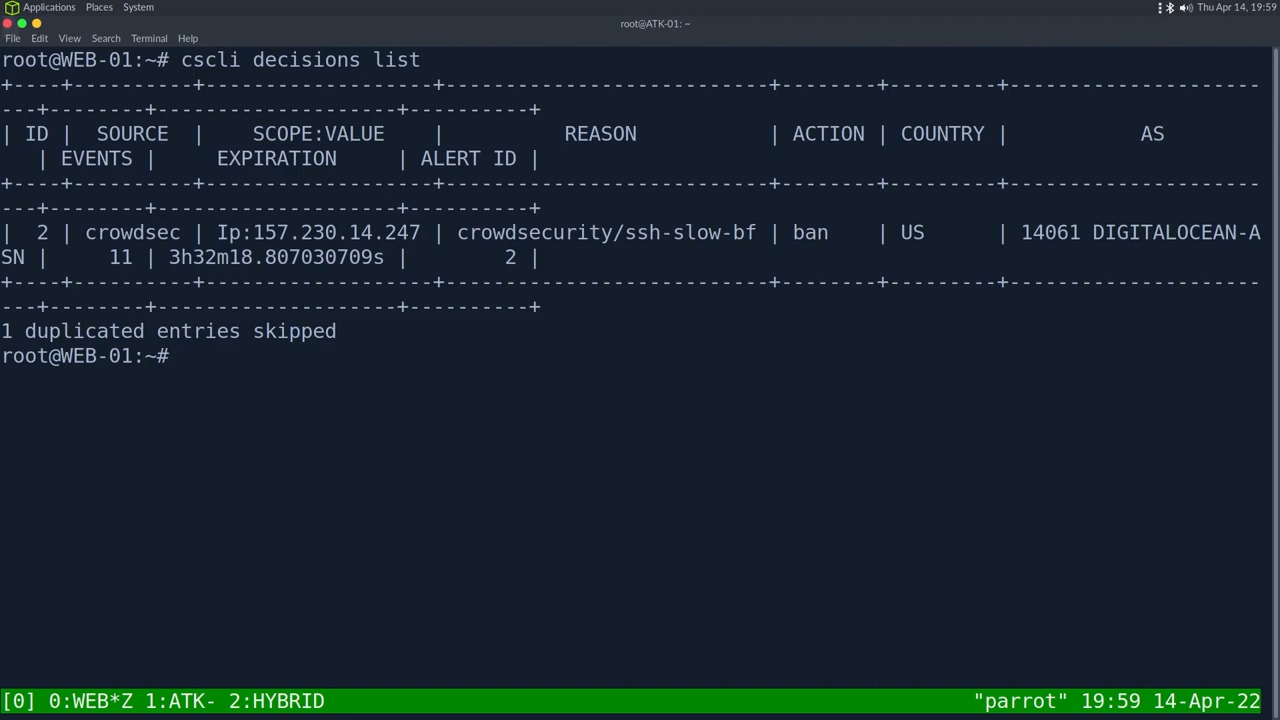 Applications Places System Thu Apr 14, 19:59
root@ATK-01: ~
File Edit View Search Terminal Help
root@WEB-01:~# cscli decisions list
+----+----------+-------------------+---------------------------+--------+---------+---------------------
---+--------+--------------------+----------+
| ID | SOURCE | SCOPE:VALUE | REASON | ACTION | COUNTRY | AS
| EVENTS | EXPIRATION | ALERT ID |
+----+----------+-------------------+---------------------------+--------+---------+---------------------
---+--------+--------------------+----------+
| 2 | crowdsec | Ip:157.230.14.247 | crowdsecurity/ssh-slow-bf | ban | US | 14061 DIGITALOCEAN-A
SN | 11 | 3h32m18.807030709s | 2 |
+----+----------+-------------------+---------------------------+--------+---------+---------------------
---+--------+--------------------+----------+
1 duplicated entries skipped
root@WEB-01:~#
[0] 0:WEB*Z 1:ATK- 2:HYBRID "parrot" 19:59 14-Apr-22